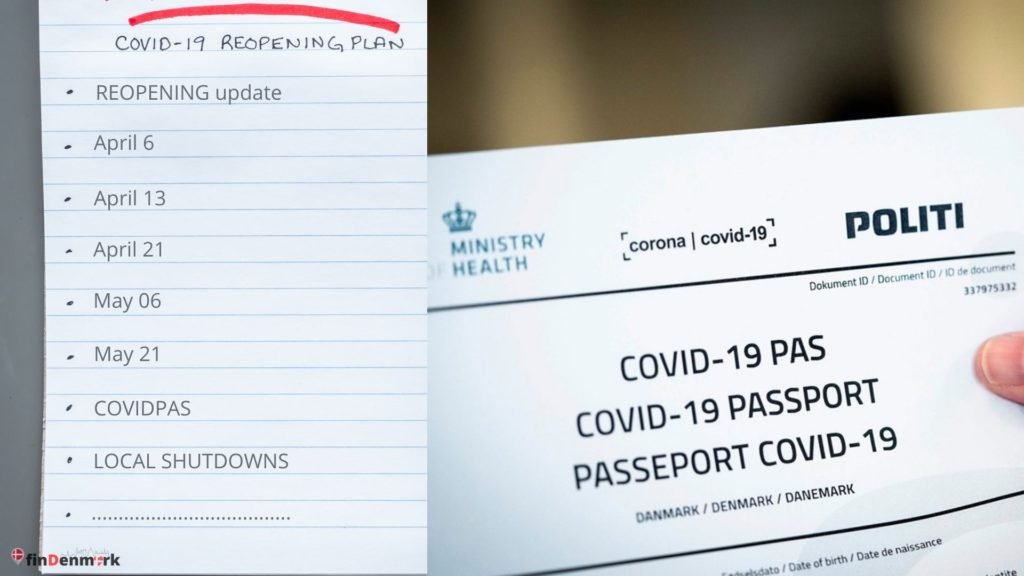 COVID-19 REOPENING PLAN
REOPENING update
April 6
April 13
April 21
May 06
May 21
COVIDPAS
LOCAL SHUTDOWNS
.........................................
finDenmark
MINISTRY
OF HEALTH
corona | covid-19
POLITI
Dokument ID / Document ID / ID de document
337975332
COVID-19 PAS
COVID-19 PASSPORT
PASSEPORT COVID-19
DANMARK / DENMARK / DANEMARK
/ Date of birth / Date de naissance